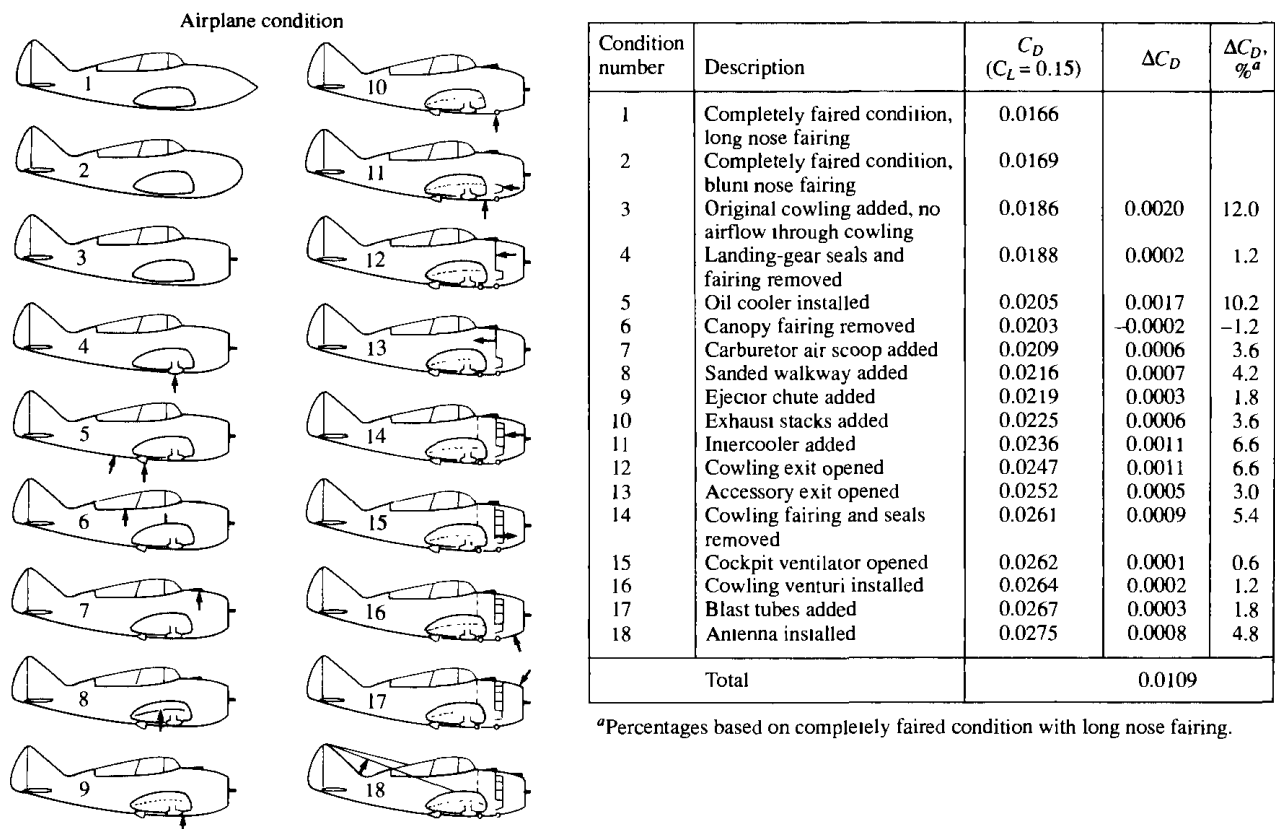 Airplane condition
1
2
3
4
5
6
7
8
9
10
11
12
13
14
15
16
17
18
Condition number Description C_D (C_L = 0.15) ΔC_D ΔC_D, %^a
1 Completely faired condition, 0.0166
long nose fairing
2 Completely faired condition, 0.0169
blunt nose fairing
3 Original cowling added, no 0.0186 0.0020 12.0
airflow through cowling
4 Landing-gear seals and 0.0188 0.0002 1.2
fairing removed
5 Oil cooler installed 0.0205 0.0017 10.2
6 Canopy fairing removed 0.0203 –0.0002 –1.2
7 Carburetor air scoop added 0.0209 0.0006 3.6
8 Sanded walkway added 0.0216 0.0007 4.2
9 Ejector chute added 0.0219 0.0003 1.8
10 Exhaust stacks added 0.0225 0.0006 3.6
11 Intercooler added 0.0236 0.0011 6.6
12 Cowling exit opened 0.0247 0.0011 6.6
13 Accessory exit opened 0.0252 0.0005 3.0
14 Cowling fairing and seals 0.0261 0.0009 5.4
removed
15 Cockpit ventilator opened 0.0262 0.0001 0.6
16 Cowling venturi installed 0.0264 0.0002 1.2
17 Blast tubes added 0.0267 0.0003 1.8
18 Antenna installed 0.0275 0.0008 4.8
Total 0.0109
^aPercentages based on completely faired condition with long nose fairing.